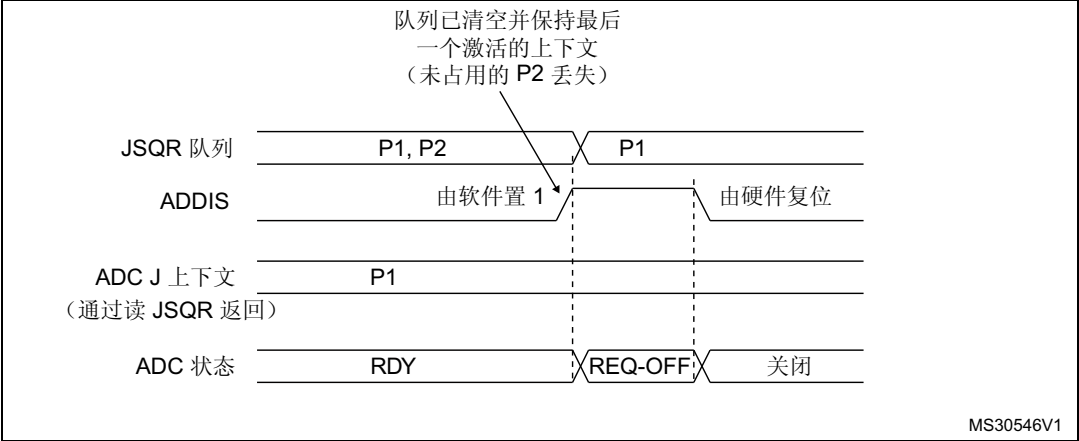 队列已清空并保持最后
一个激活的上下文
（未占用的 P2 丢失）
JSQR 队列
P1, P2
P1
ADDIS
由软件置 1
由硬件复位
ADC J 上下文
（通过读 JSQR 返回）
P1
ADC 状态
RDY
REQ-OFF
关闭
MS30546V1